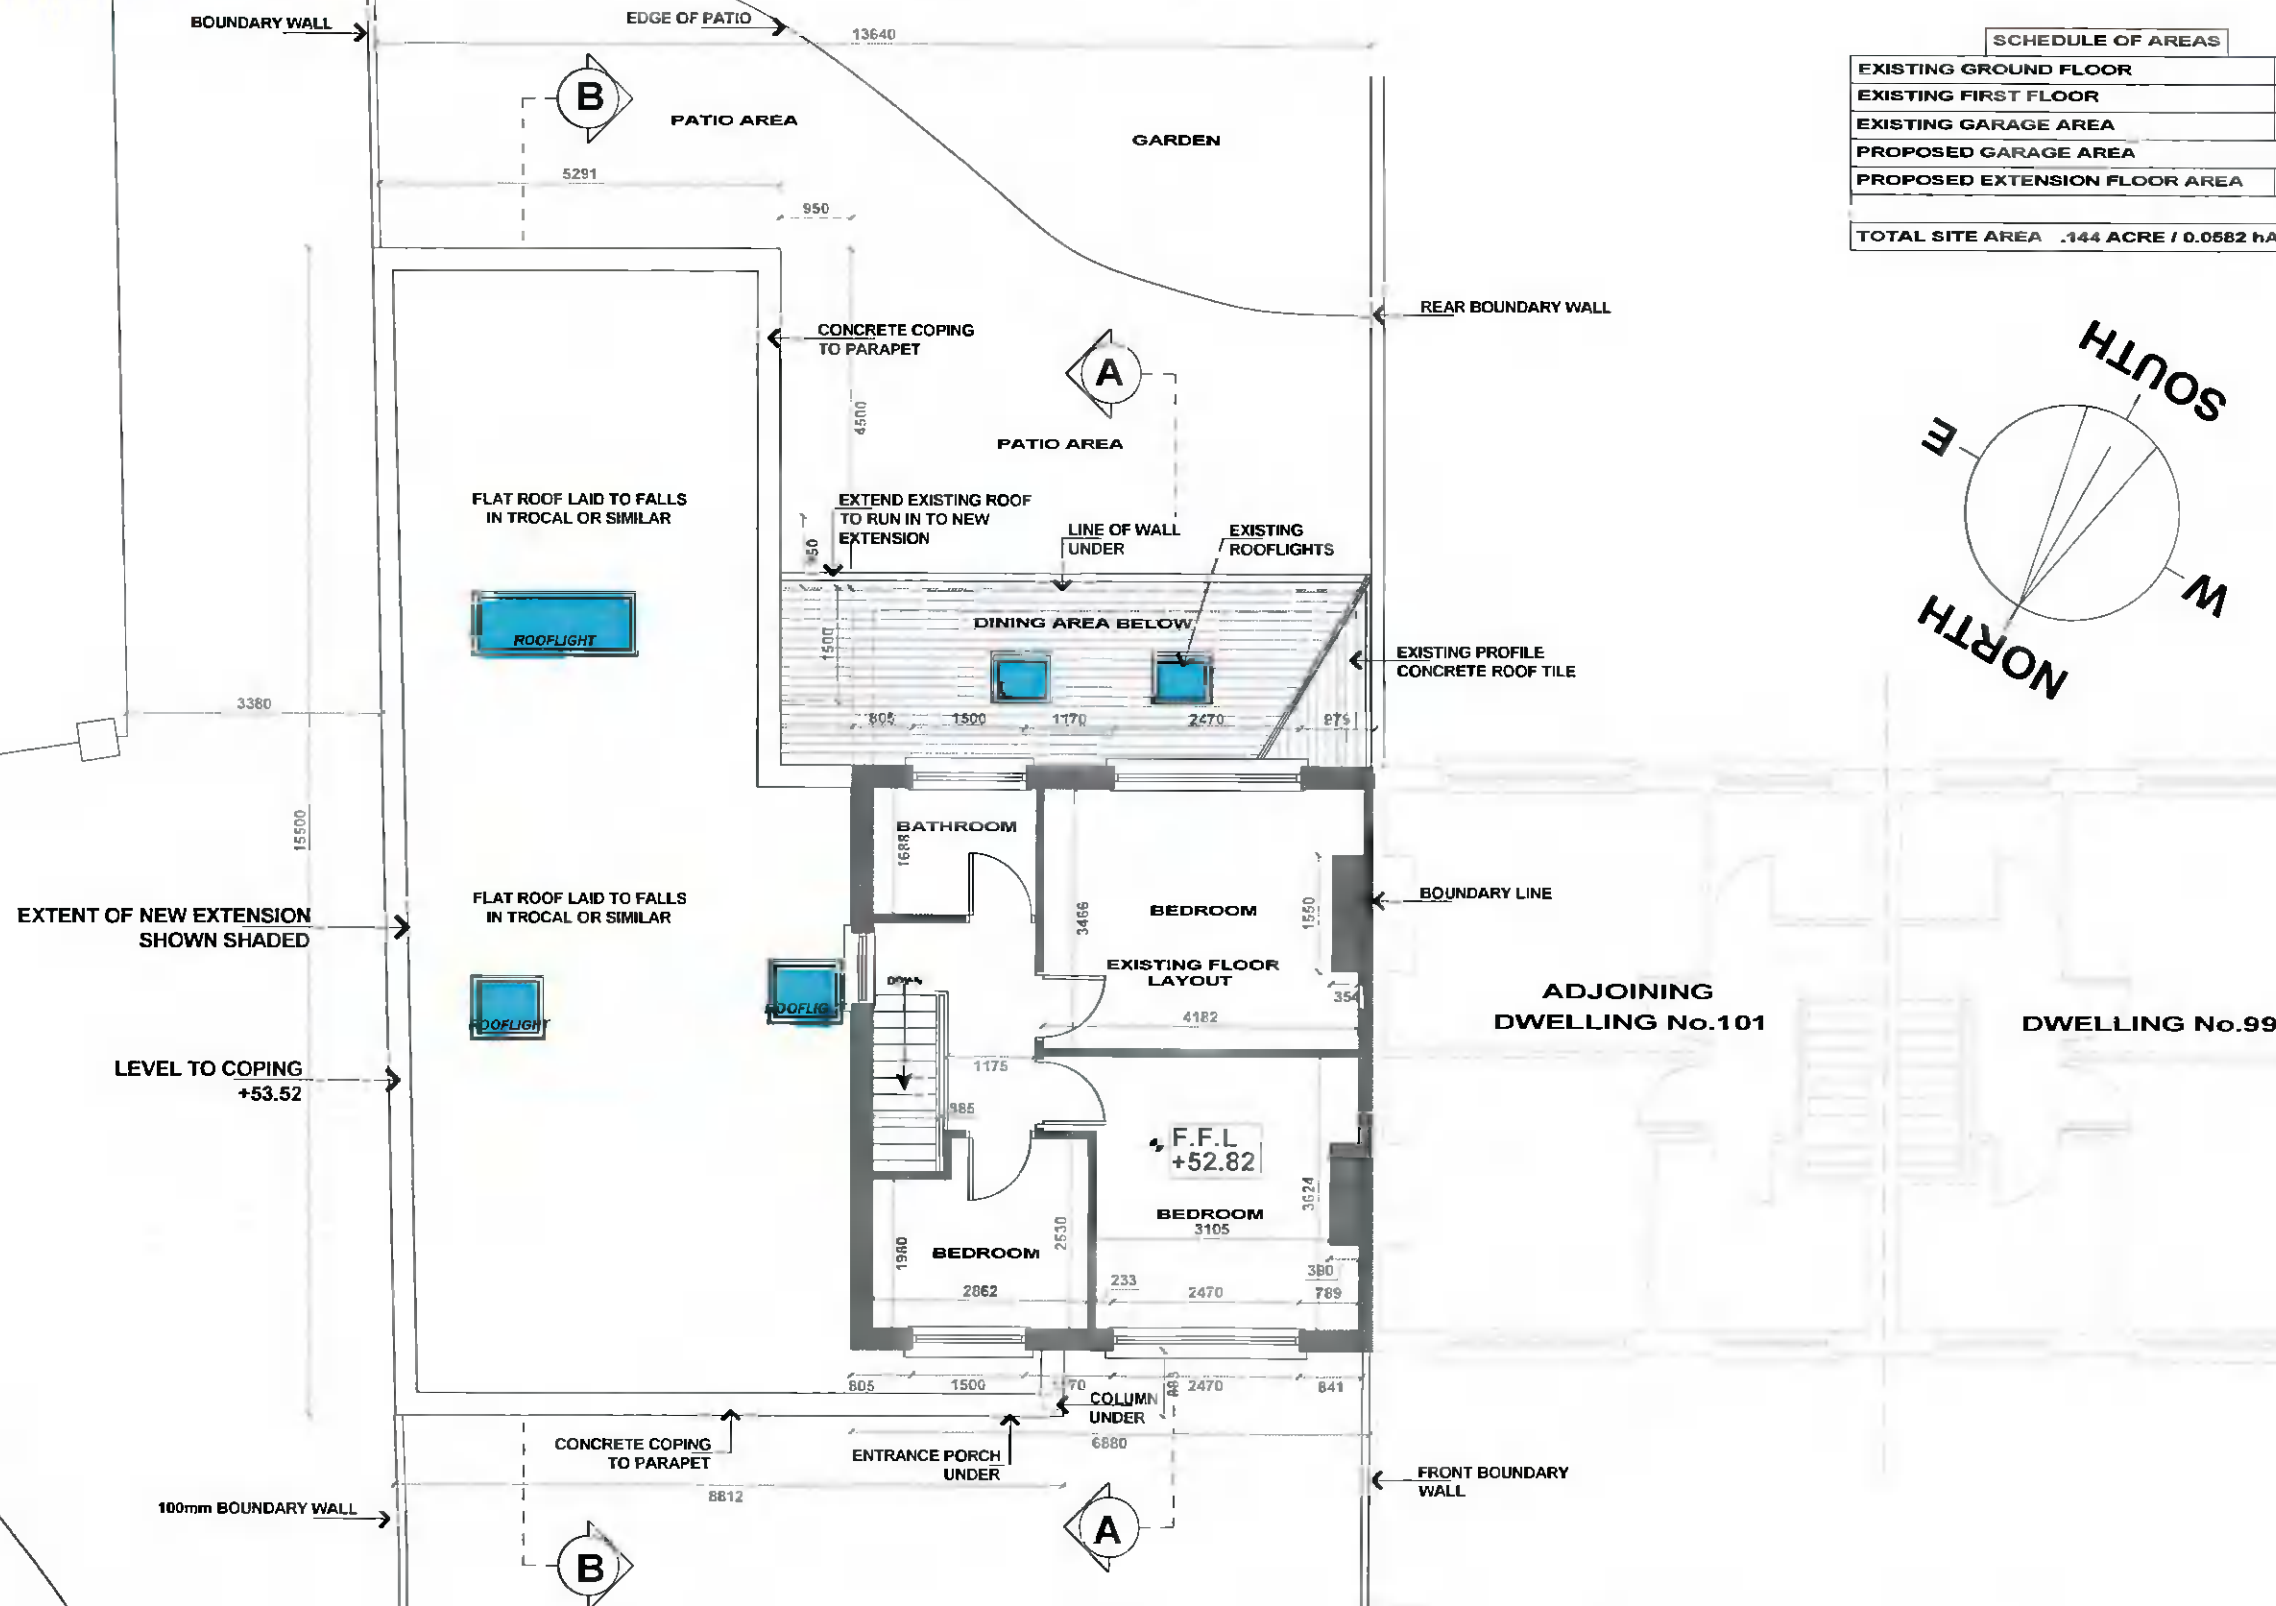 BOUNDARY WALL
EDGE OF PATIO
13640
SCHEDULE OF AREAS
EXISTING GROUND FLOOR
EXISTING FIRST FLOOR
EXISTING GARAGE AREA
PROPOSED GARAGE AREA
PROPOSED EXTENSION FLOOR AREA
TOTAL SITE AREA .144 ACRE / 0.0582 hA
B
PATIO AREA
GARDEN
5291
950
REAR BOUNDARY WALL
CONCRETE COPING
TO PARAPET
A
4500
PATIO AREA
SOUTH
E
W
NORTH
FLAT ROOF LAID TO FALLS
IN TROCAL OR SIMILAR
EXTEND EXISTING ROOF
TO RUN IN TO NEW
EXTENSION
LINE OF WALL
UNDER
EXISTING
ROOFLIGHTS
ROOFLIGHT
1500
DINING AREA BELOW
EXISTING PROFILE
CONCRETE ROOF TILE
3380
805
1500
1170
2470
975
15500
BATHROOM
1688
3466
BEDROOM
1550
BOUNDARY LINE
FLAT ROOF LAID TO FALLS
IN TROCAL OR SIMILAR
EXTENT OF NEW EXTENSION
SHOWN SHADED
EXISTING FLOOR
LAYOUT
DOWN
354
4182
ADJOINING
DWELLING No.101
DWELLING No.99
ROOFLIGHT
LEVEL TO COPING
+53.52
1175
985
F.F.L
+52.82
3624
BEDROOM
3105
1980
BEDROOM
2530
2862
233
2470
380
789
805
1500
70
2470
841
COLUMN
UNDER
CONCRETE COPING
TO PARAPET
ENTRANCE PORCH
UNDER
6880
8812
FRONT BOUNDARY
WALL
100mm BOUNDARY WALL
A
B